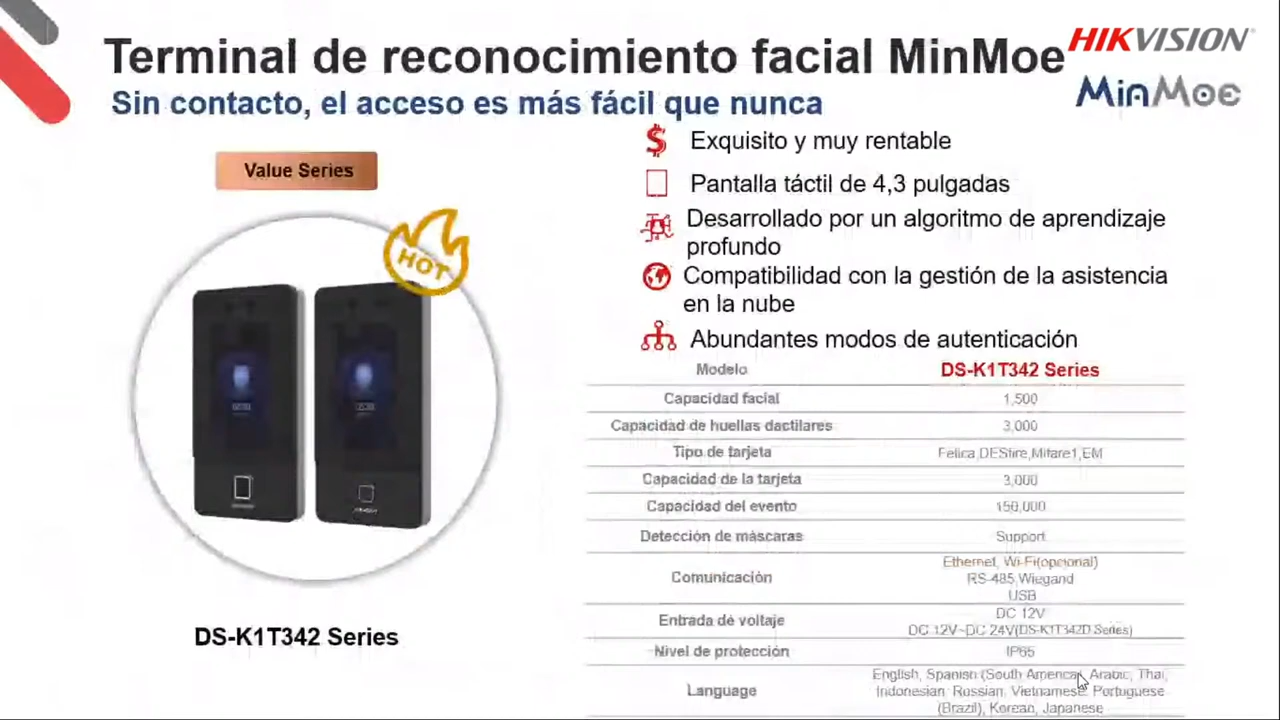 Terminal de reconocimiento facial MinMoe
HIKVISION
Sin contacto, el acceso es más fácil que nunca
MinMoe
Value Series
HOT
DS-K1T342 Series
Exquisito y muy rentable
Pantalla táctil de 4,3 pulgadas
Desarrollado por un algoritmo de aprendizaje
profundo
Compatibilidad con la gestión de la asistencia
en la nube
Abundantes modos de autenticación
Modelo DS-K1T342 Series
Capacidad facial 1,500
Capacidad de huellas dactilares 3,000
Tipo de tarjeta Felica,DESfire,Mifare1,EM
Capacidad de la tarjeta 3,000
Capacidad del evento 150,000
Detección de máscaras Support
Comunicación
Ethernet, Wi-Fi(opcional)
RS-485,Wiegand
USB
Entrada de voltaje
DC 12V
DC 12V~DC 24V(DS-K1T342D Series)
Nivel de protección IP65
Language
English, Spanish (South America), Arabic, Thai,
Indonesian, Russian, Vietnamese, Portuguese
(Brazil), Korean, Japanese